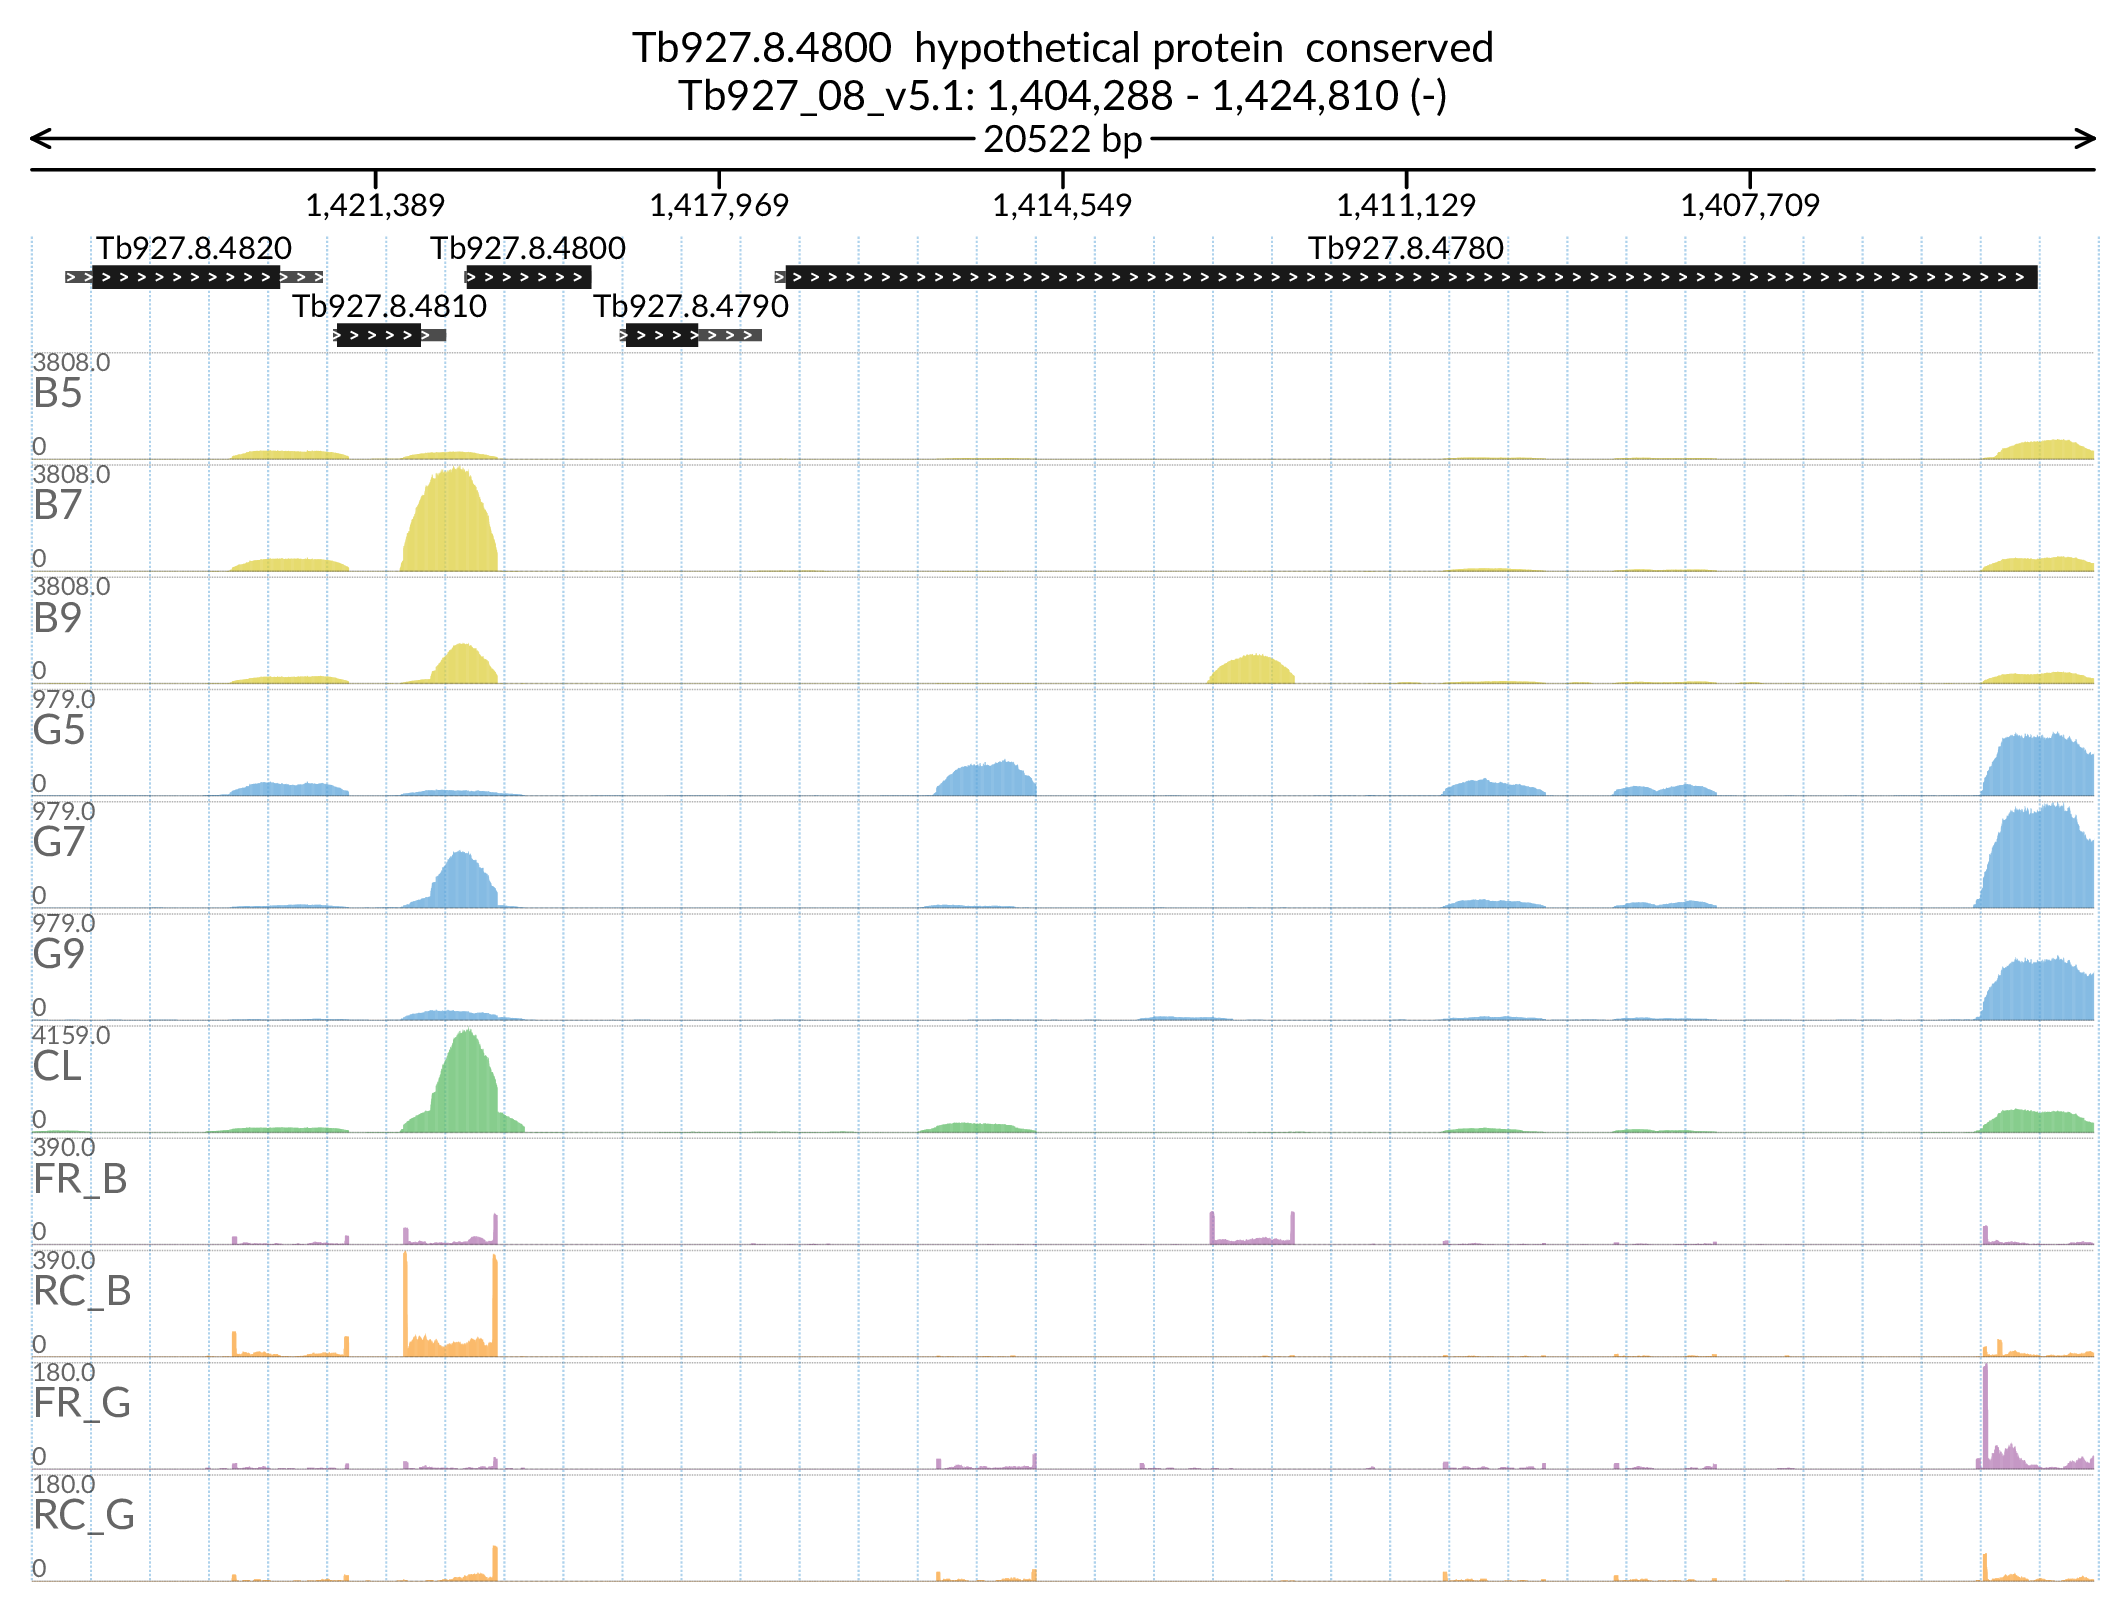 Tb927.8.4800  hypothetical protein  conserved
Tb927_08_v5.1: 1,404,288 - 1,424,810 (-)
20522 bp
1,421,389 1,417,969 1,414,549 1,411,129 1,407,709
Tb927.8.4820 Tb927.8.4800 Tb927.8.4780
Tb927.8.4810 Tb927.8.4790
3808.0
B5
0
3808.0
B7
0
3808.0
B9
0
979.0
G5
0
979.0
G7
0
979.0
G9
0
4159.0
CL
0
390.0
FR_B
0
390.0
RC_B
0
180.0
FR_G
0
180.0
RC_G
0